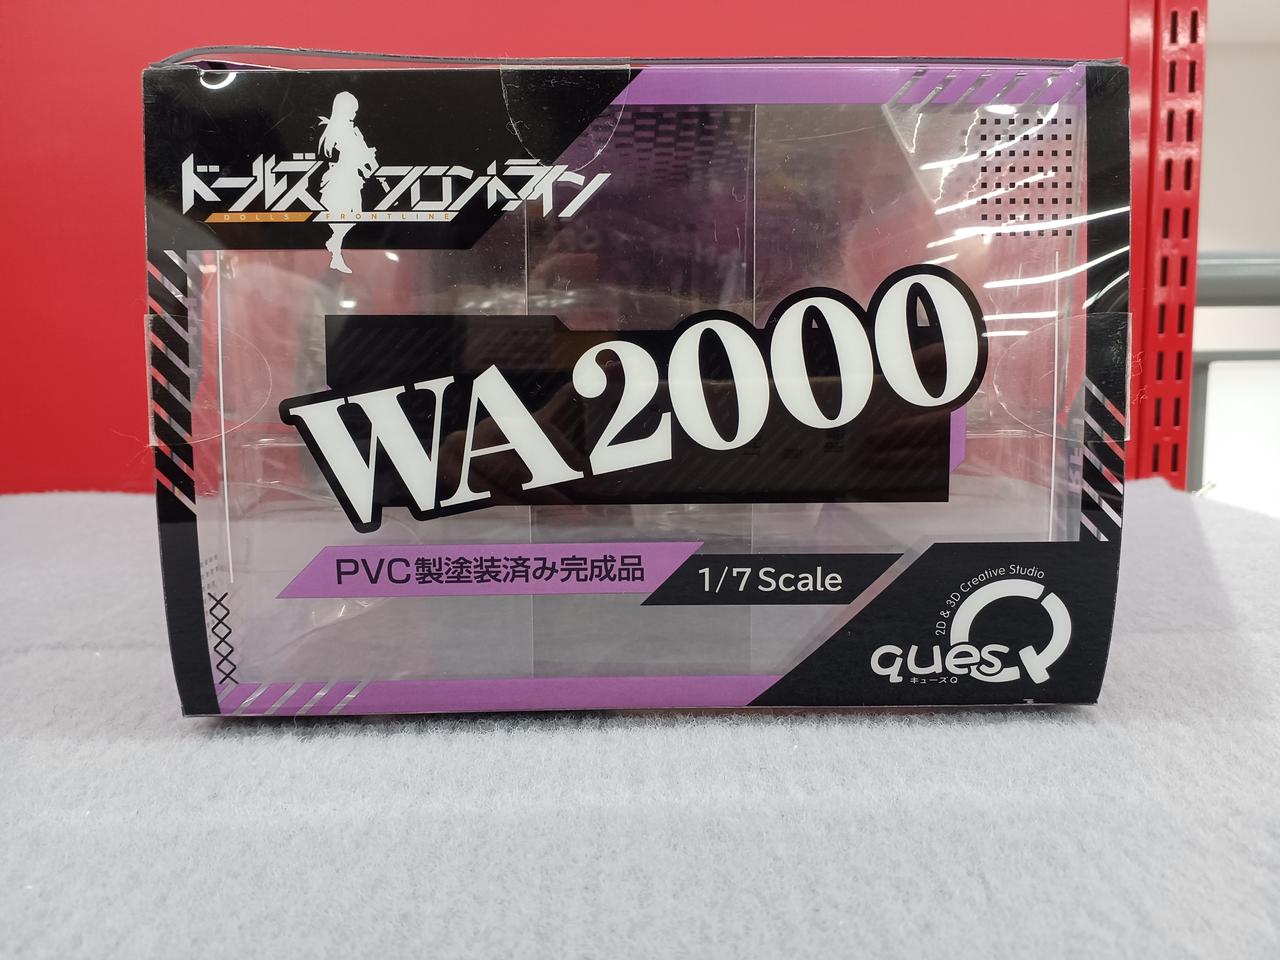 ドールズフロントライン
DOLLS FRONTLINE
WA2000
PVC製塗装済み完成品
1/7 Scale
2D & 3D Creative Studio
quesQ
キューズQ